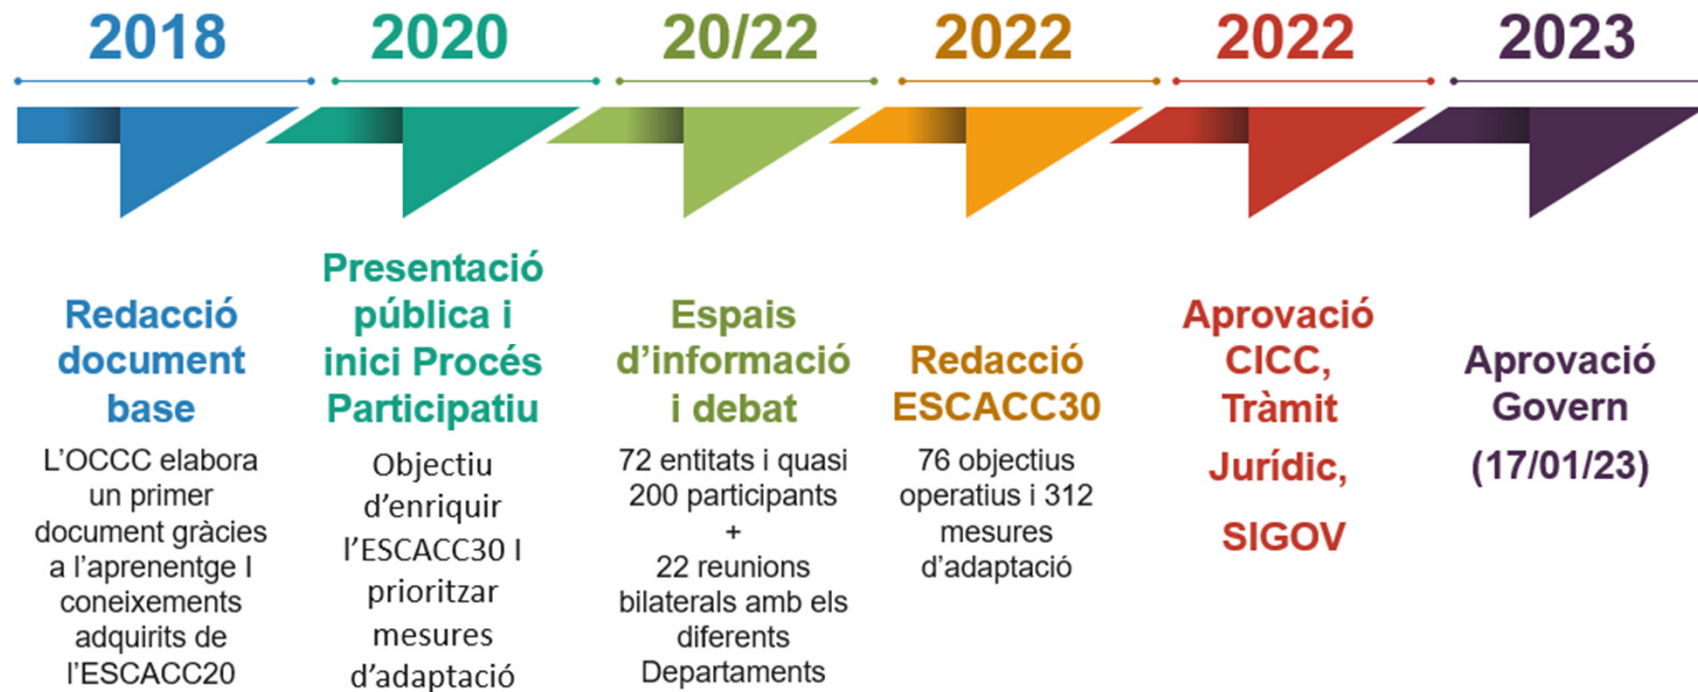 2018
Redacció
document
base
L’OCCC elabora
un primer
document gràcies
a l’aprenentge I
coneixements
adquirits de
l’ESCACC20
2020
Presentació
pública i
inici Procés
Participatiu
Objectiu
d’enriquir
l’ESCACC30 I
prioritzar
mesures
d’adaptació
20/22
Espais
d’informació
i debat
72 entitats i quasi
200 participants
+
22 reunions
bilaterals amb els
diferents
Departaments
2022
Redacció
ESCACC30
76 objectius
operatius i 312
mesures
d’adaptació
2022
Aprovació
CICC,
Tràmit
Jurídic,
SIGOV
2023
Aprovació
Govern
(17/01/23)